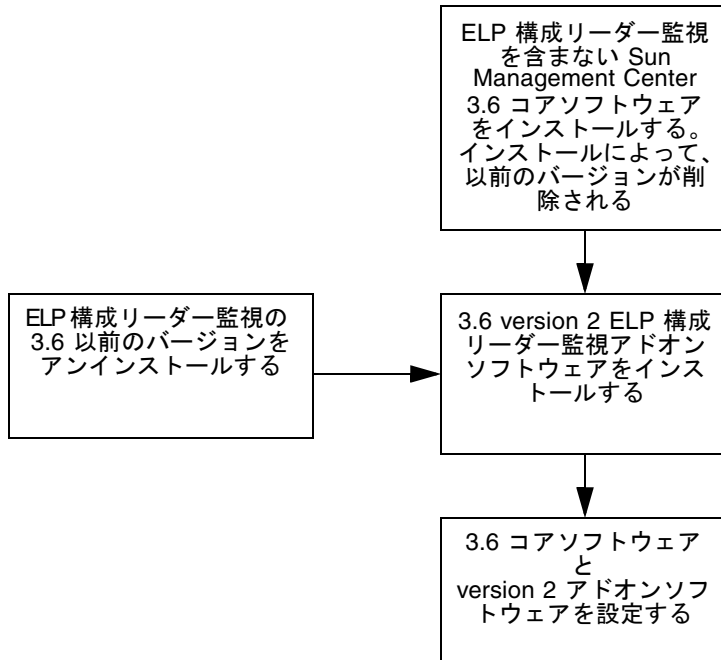 ELP 構成リーダー監視
を含まない Sun
Management Center
3.6 コアソフトウェア
をインストールする。
インストールによって、
以前のバージョンが削
除される
ELP 構成リーダー監視の
3.6 以前のバージョンを
アンインストールする
3.6 version 2 ELP 構成
リーダー監視アドオン
ソフトウェアをインス
トールする
3.6 コアソフトウェア
と
version 2 アドオンソフ
トウェアを設定する